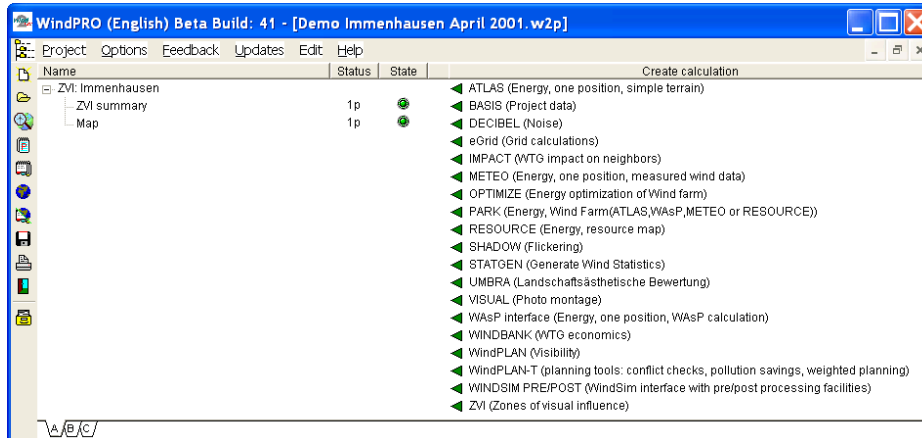 WindPRO (English) Beta Build: 41 - [Demo Immenhausen April 2001.w2p]
Project Options Feedback Updates Edit Help
Name Status State Create calculation
ZVI: Immenhausen
ZVI summary 1p
Map 1p
ATLAS (Energy, one position, simple terrain)
BASIS (Project data)
DECIBEL (Noise)
eGrid (Grid calculations)
IMPACT (WTG impact on neighbors)
METEO (Energy, one position, measured wind data)
OPTIMIZE (Energy optimization of Wind farm)
PARK (Energy, Wind Farm(ATLAS,WAsP,METEO or RESOURCE))
RESOURCE (Energy, resource map)
SHADOW (Flickering)
STATGEN (Generate Wind Statistics)
UMBRA (Landschaftsästhetische Bewertung)
VISUAL (Photo montage)
WAsP interface (Energy, one position, WAsP calculation)
WINDBANK (WTG economics)
WindPLAN (Visibility)
WindPLAN-T (planning tools: conflict checks, pollution savings, weighted planning)
WINDSIM PRE/POST (WindSim interface with pre/post processing facilities)
ZVI (Zones of visual influence)
A B C